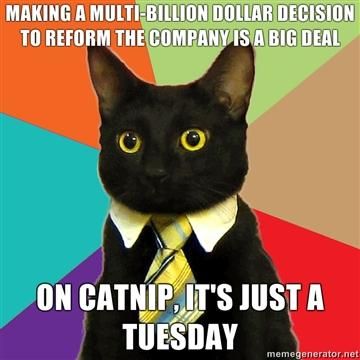 MAKING A MULTI-BILLION DOLLAR DECISION
TO REFORM THE COMPANY IS A BIG DEAL
ON CATNIP, IT'S JUST A
TUESDAY
memegenerator.net